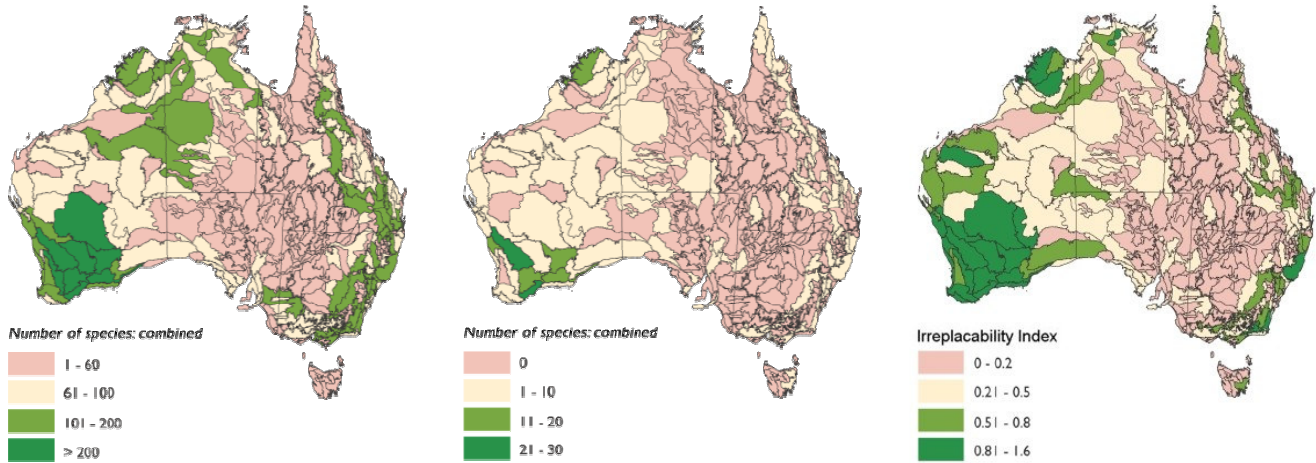 Number of species: combined
1 - 60
61 - 100
101 - 200
> 200
Number of species: combined
0
1 - 10
11 - 20
21 - 30
Irreplacability Index
0 - 0.2
0.21 - 0.5
0.51 - 0.8
0.81 - 1.6